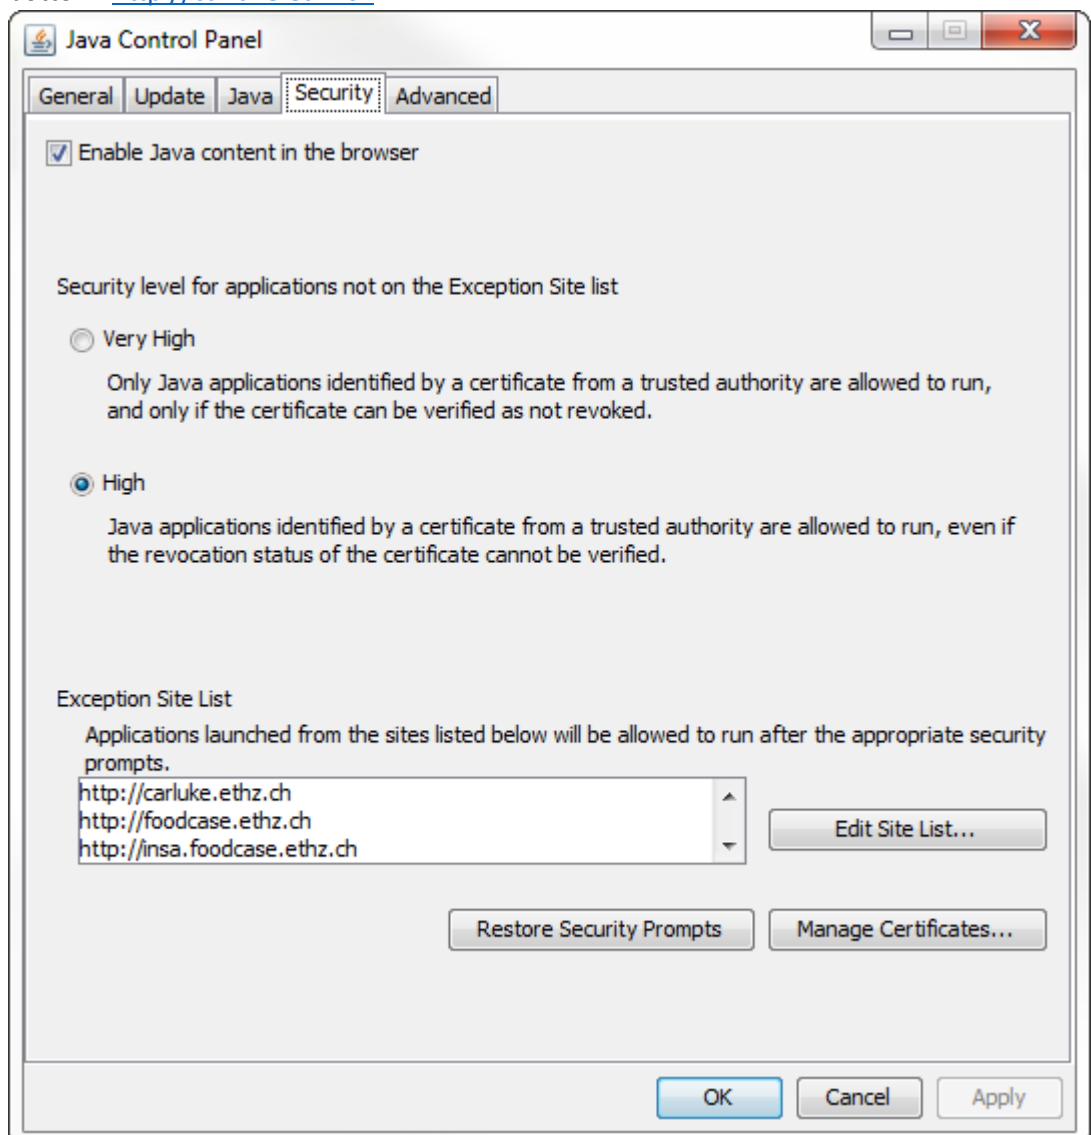 Java Control Panel
General Update Java Security Advanced
Enable Java content in the browser
Security level for applications not on the Exception Site list
Very High
Only Java applications identified by a certificate from a trusted authority are allowed to run,
and only if the certificate can be verified as not revoked.
High
Java applications identified by a certificate from a trusted authority are allowed to run, even if
the revocation status of the certificate cannot be verified.
Exception Site List
Applications launched from the sites listed below will be allowed to run after the appropriate security
prompts.
http://carluke.ethz.ch
http://foodcase.ethz.ch
http://insa.foodcase.ethz.ch
Edit Site List...
Restore Security Prompts Manage Certificates...
OK Cancel Apply